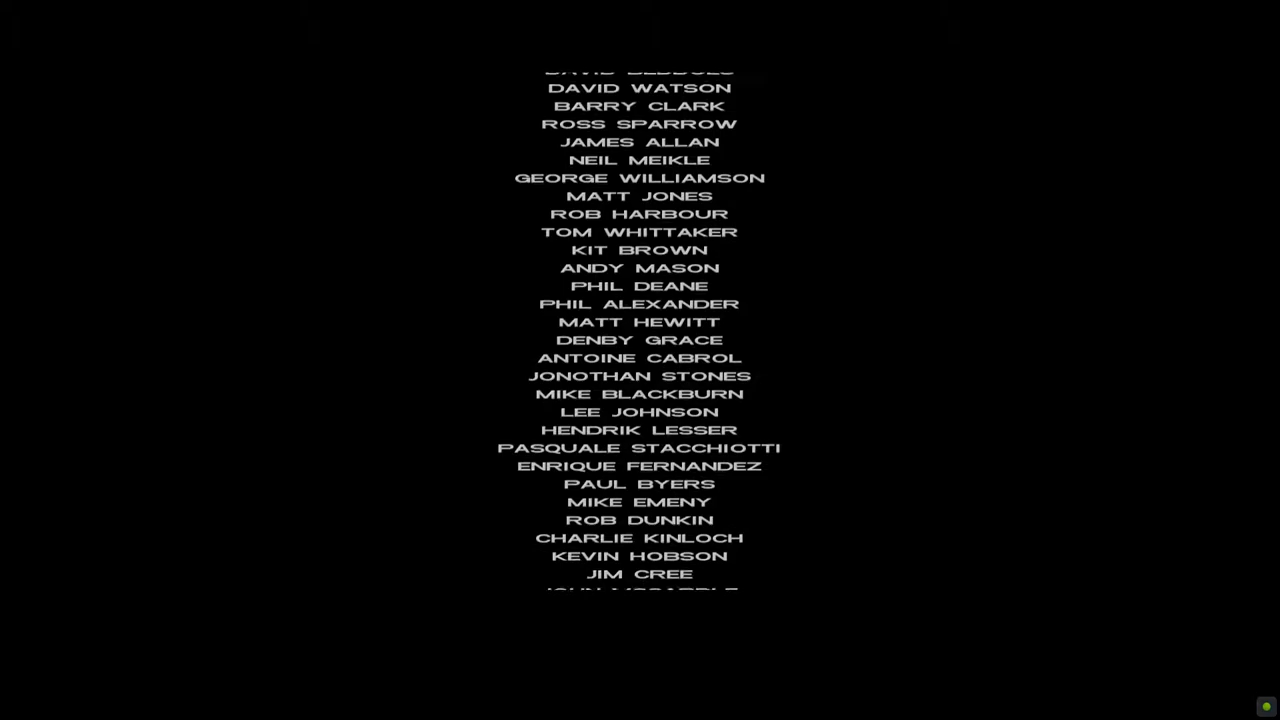 DAVID WATSON
BARRY CLARK
ROSS SPARROW
JAMES ALLAN
NEIL MEIKLE
GEORGE WILLIAMSON
MATT JONES
ROB HARBOUR
TOM WHITTAKER
KIT BROWN
ANDY MASON
PHIL DEANE
PHIL ALEXANDER
MATT HEWITT
DENBY GRACE
ANTOINE CABROL
JONOTHAN STONES
MIKE BLACKBURN
LEE JOHNSON
HENDRIK LESSER
PASQUALE STACCHIOTTI
ENRIQUE FERNANDEZ
PAUL BYERS
MIKE EMENY
ROB DUNKIN
CHARLIE KINLOCH
KEVIN HOBSON
JIM CREE